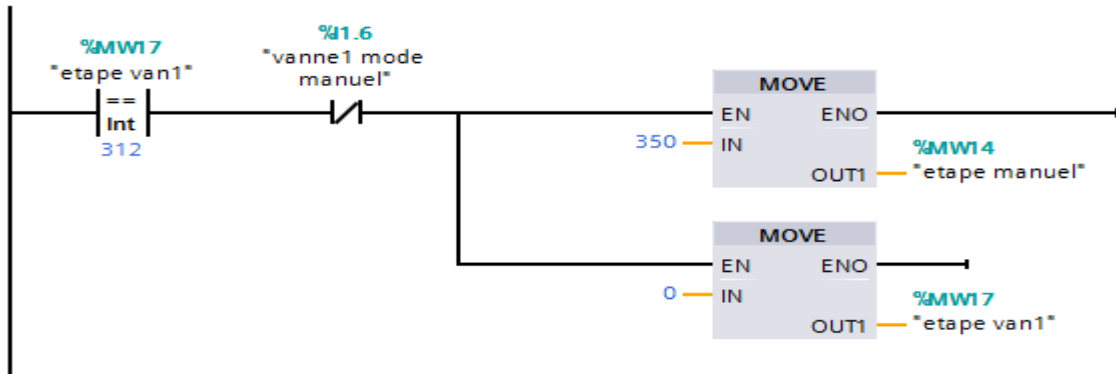 %MW17
"etape van1"
==
Int
312
%I1.6
"vanne1 mode
manuel"
MOVE
EN ENO
350 IN
OUT1
%MW14
"etape manuel"
MOVE
EN ENO
0 IN
OUT1
%MW17
"etape van1"